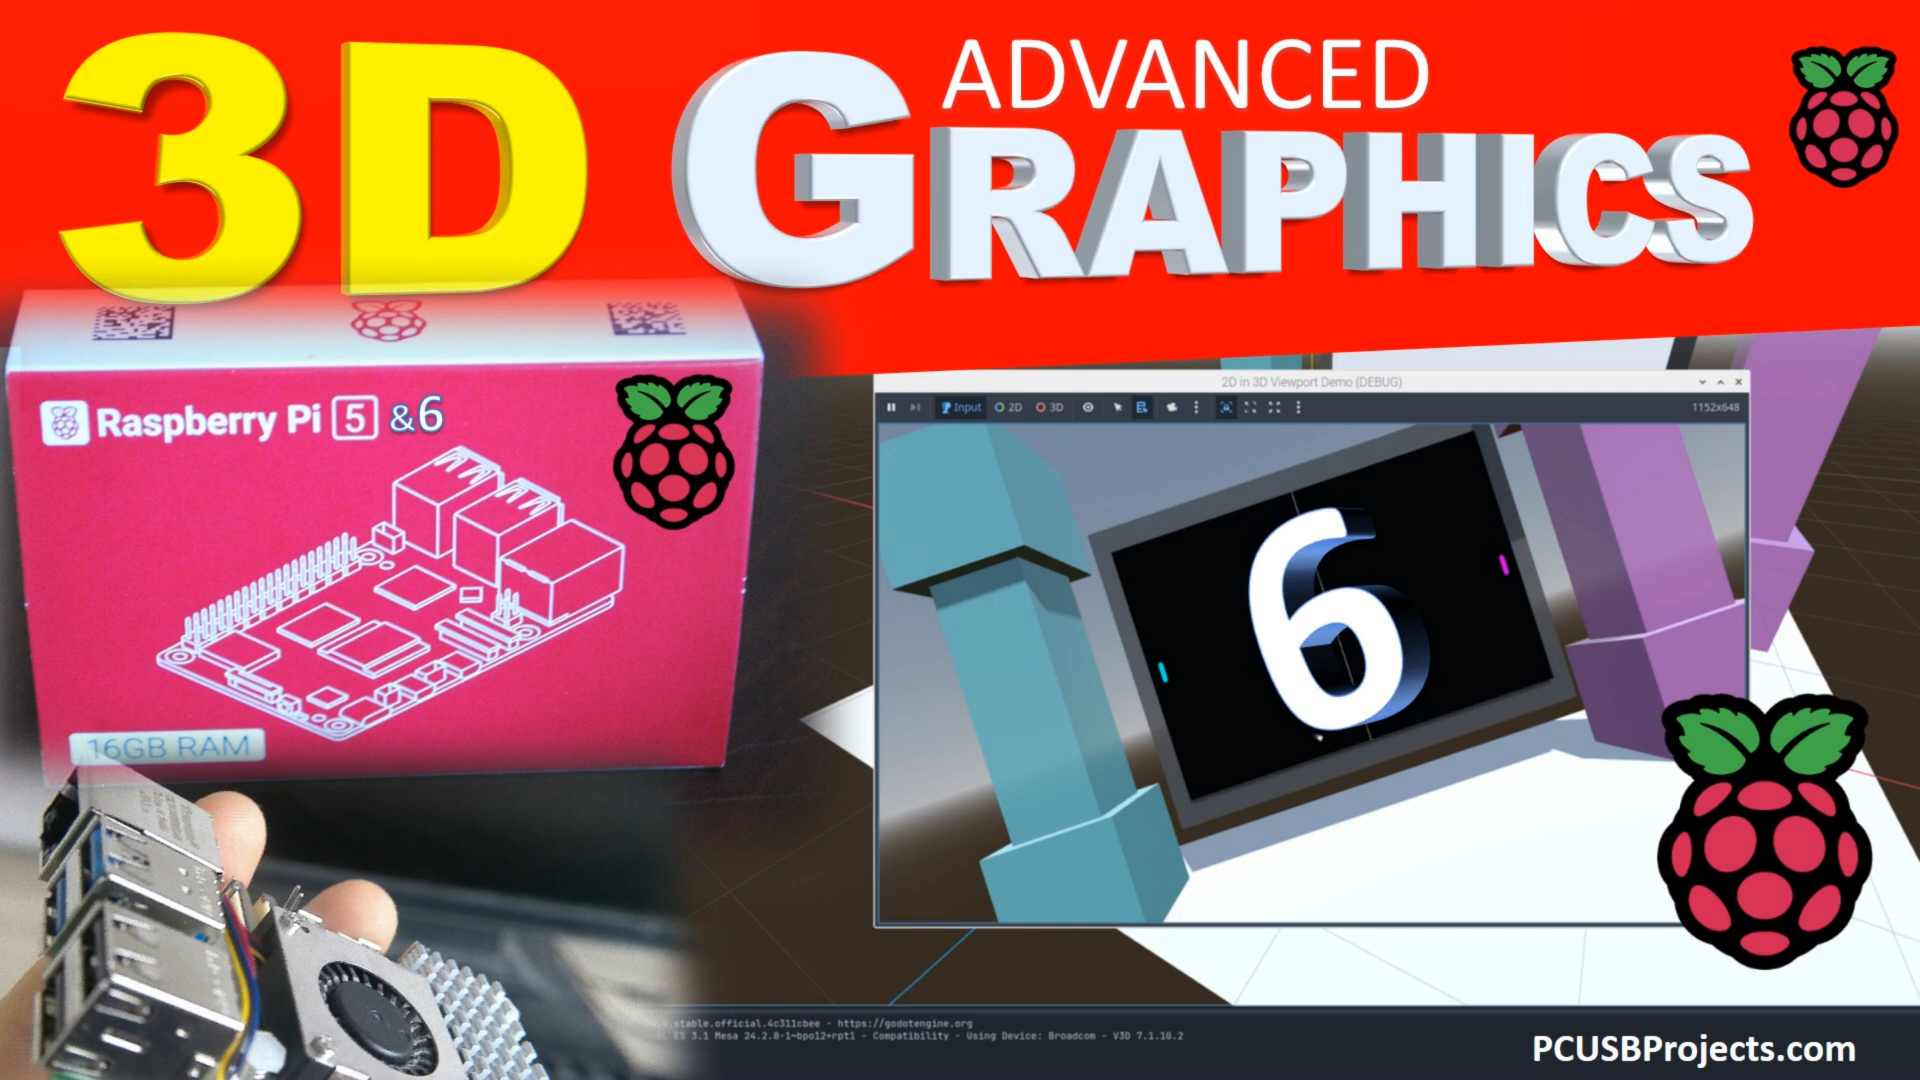 3D
ADVANCED
GRAPHICS
Raspberry Pi 5 &6
16GB RAM
2D in 3D Viewport Demo (DEBUG)
Input 2D 3D 1152x648
6
.stable.official.4c311cbee - https://godotengine.org
ES 3.1 Mesa 24.2.8-1~bpo12+rpt1 - Compatibility - Using Device: Broadcom - V3D 7.1.10.2
PCUSBProjects.com